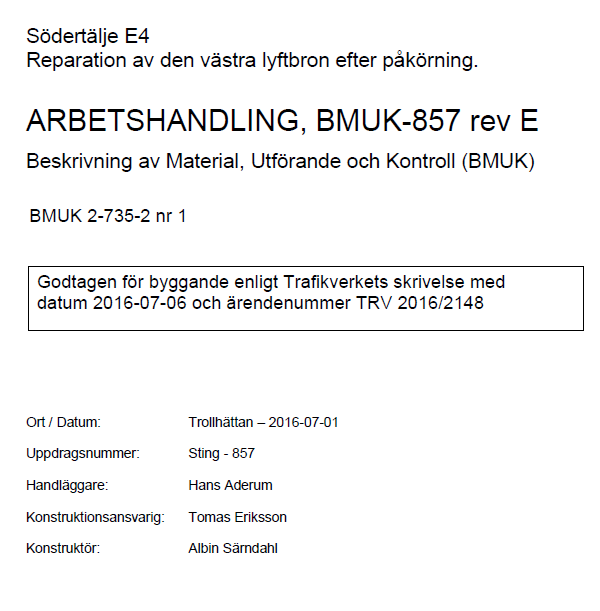 Södertälje E4
Reparation av den västra lyftbron efter påkörning.
ARBETSHANDLING, BMUK-857 rev E
Beskrivning av Material, Utförande och Kontroll (BMUK)
BMUK 2-735-2 nr 1
Godtagen för byggande enligt Trafikverkets skrivelse med
datum 2016-07-06 och ärendenummer TRV 2016/2148
Ort / Datum: Trollhättan – 2016-07-01
Uppdragsnummer: Sting - 857
Handläggare: Hans Aderum
Konstruktionsansvarig: Tomas Eriksson
Konstruktör: Albin Särndahl